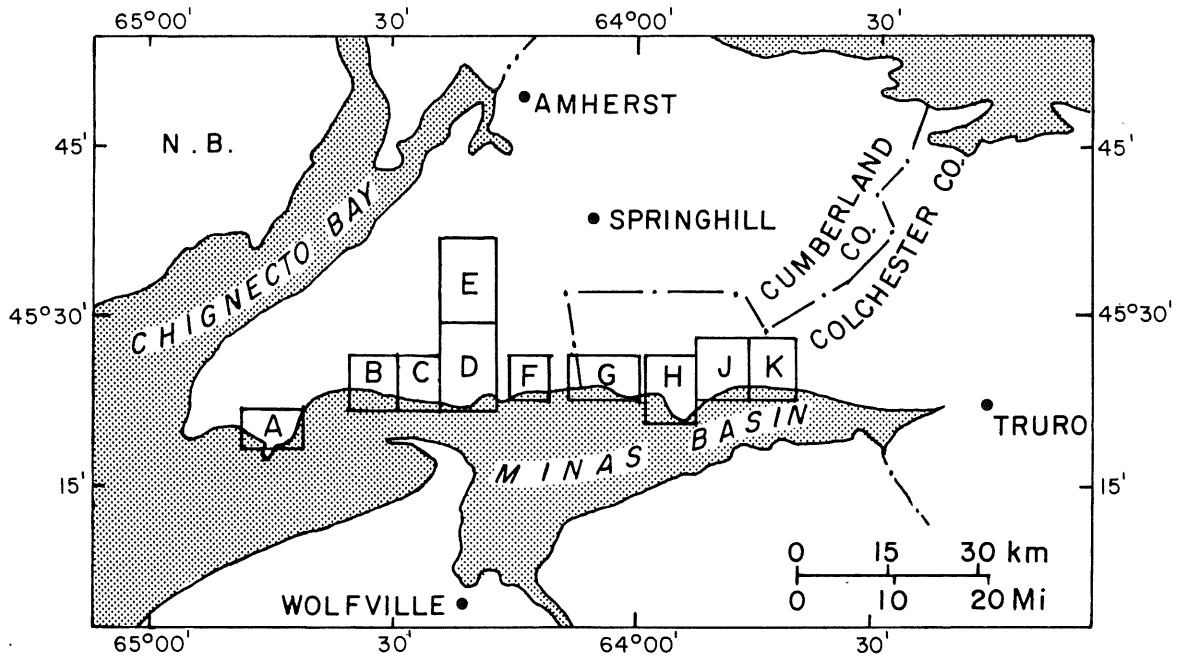 65°00' 30' 64°00' 30'
AMHERST
N.B.
45' 45'
CUMBERLAND CO.
COLCHESTER CO.
CHIGNECTO BAY
SPRINGHILL
E
45°30' 45°30'
B C D F G H J K
A
MINAS BASIN
TRURO
15' 15'
0 15 30 km
0 10 20 Mi
WOLFVILLE
65°00' 30' 64°00' 30'